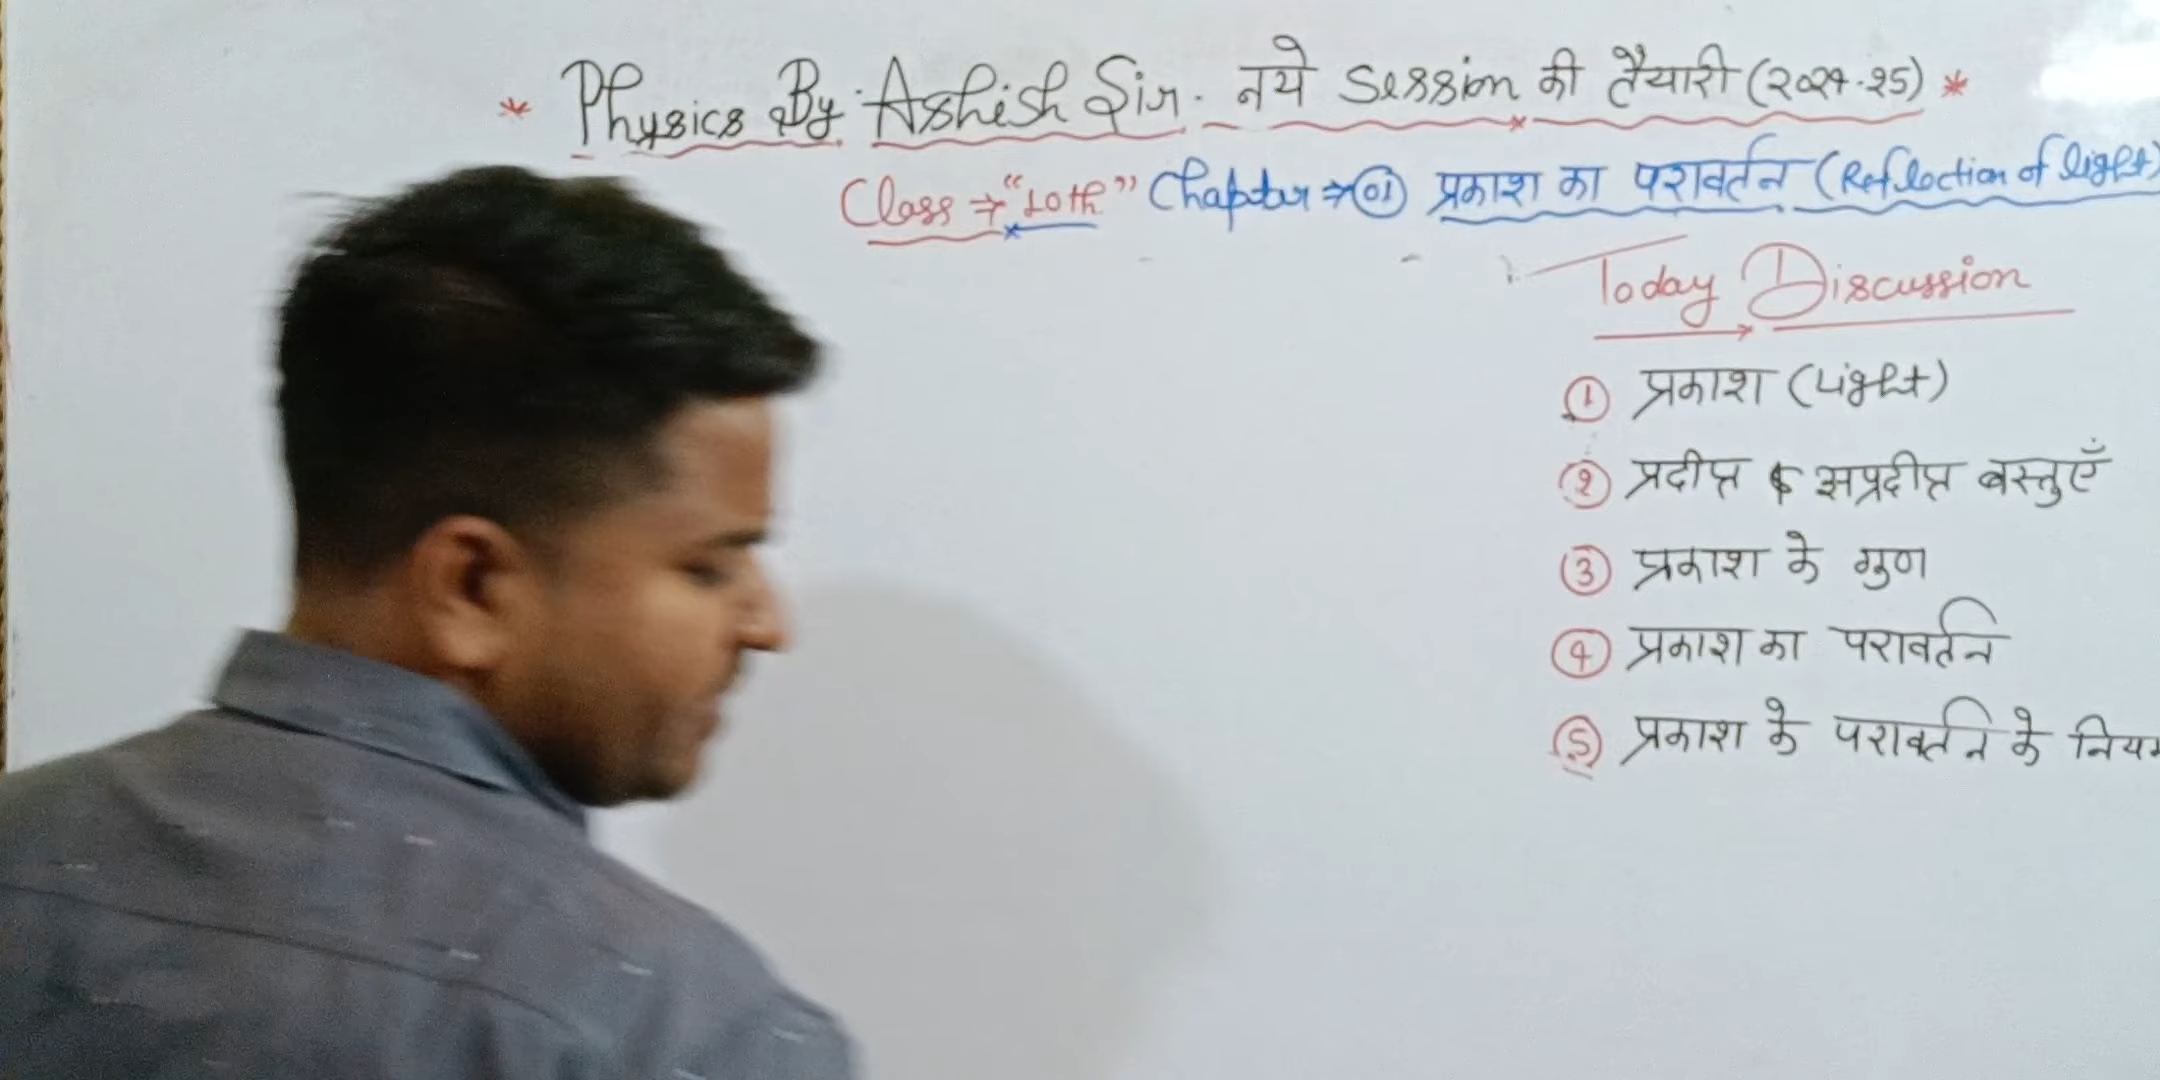 * Physics By Ashish Sir. नये Session की तैयारी (2024-25) *
Class → "10th" Chapter → 01 प्रकाश का परावर्तन (Reflection of light)
Today Discussion
① प्रकाश (Light)
② प्रदीप्त & अप्रदीप्त वस्तुएँ
③ प्रकाश के गुण
④ प्रकाश का परावर्तन
⑤ प्रकाश के परावर्तन के नियम